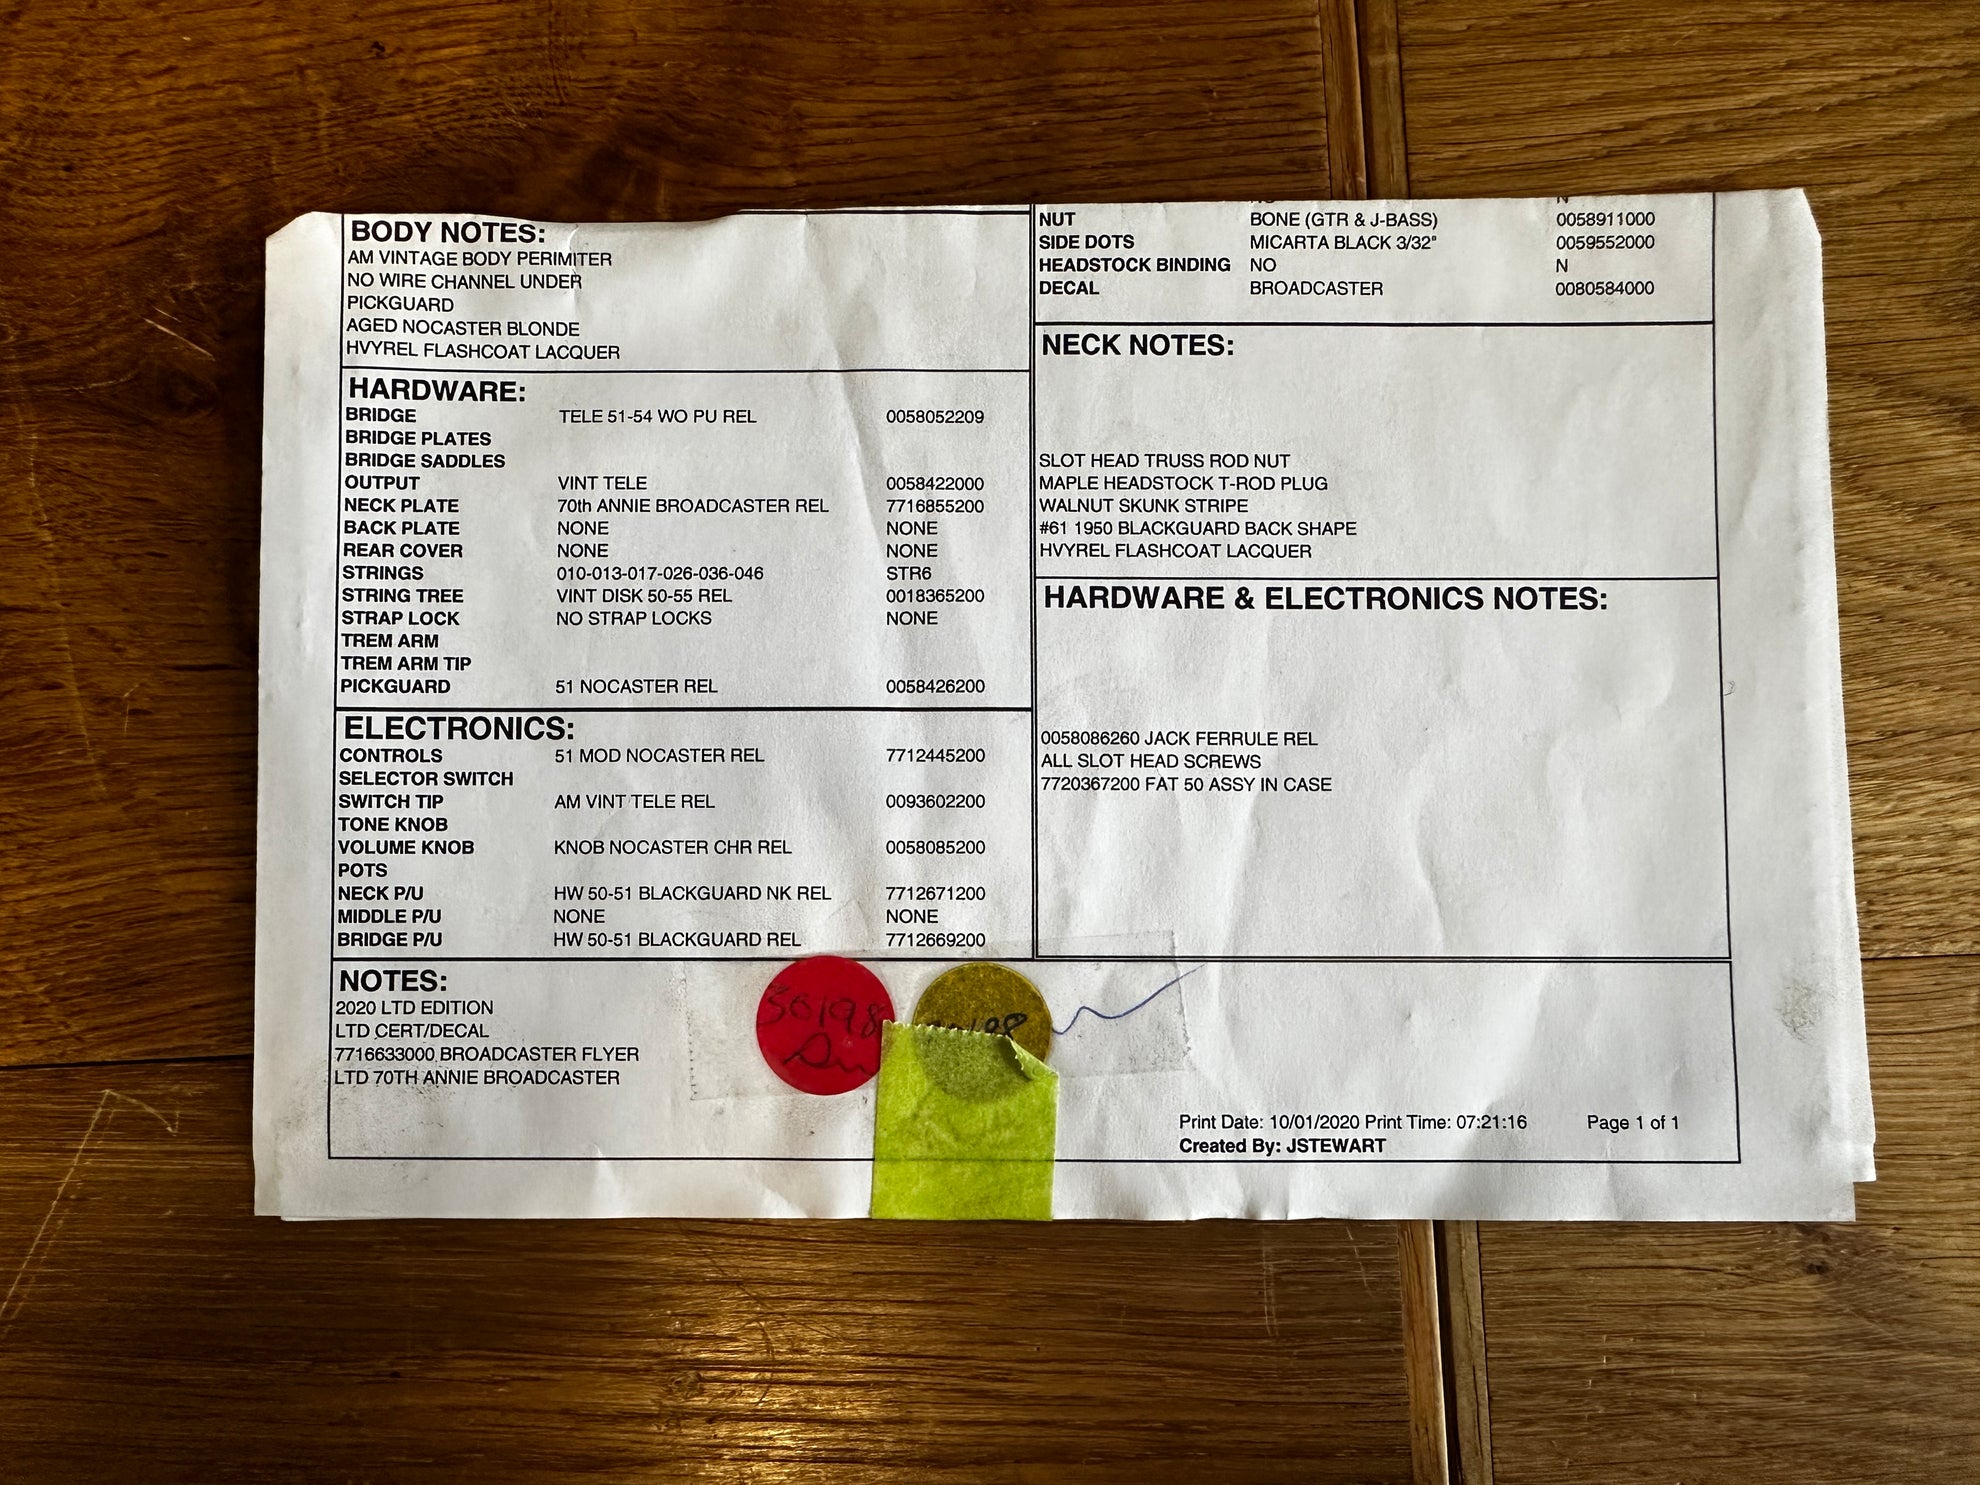 BODY NOTES:
AM VINTAGE BODY PERIMITER
NO WIRE CHANNEL UNDER
PICKGUARD
AGED NOCASTER BLONDE
HVYREL FLASHCOAT LACQUER
HARDWARE:
BRIDGE TELE 51-54 WO PU REL 0058052209
BRIDGE PLATES
BRIDGE SADDLES
OUTPUT VINT TELE 0058422000
NECK PLATE 70th ANNIE BROADCASTER REL 7716855200
BACK PLATE NONE NONE
REAR COVER NONE NONE
STRINGS 010-013-017-026-036-046 STR6
STRING TREE VINT DISK 50-55 REL 0018365200
STRAP LOCK NO STRAP LOCKS NONE
TREM ARM
TREM ARM TIP
PICKGUARD 51 NOCASTER REL 0058426200
ELECTRONICS:
CONTROLS 51 MOD NOCASTER REL 7712445200
SELECTOR SWITCH
SWITCH TIP AM VINT TELE REL 0093602200
TONE KNOB
VOLUME KNOB KNOB NOCASTER CHR REL 0058085200
POTS
NECK P/U HW 50-51 BLACKGUARD NK REL 7712671200
MIDDLE P/U NONE NONE
BRIDGE P/U HW 50-51 BLACKGUARD REL 7712669200
NUT BONE (GTR & J-BASS) 0058911000
SIDE DOTS MICARTA BLACK 3/32" 0059552000
HEADSTOCK BINDING NO N
DECAL BROADCASTER 0080584000
NECK NOTES:
SLOT HEAD TRUSS ROD NUT
MAPLE HEADSTOCK T-ROD PLUG
WALNUT SKUNK STRIPE
#61 1950 BLACKGUARD BACK SHAPE
HVYREL FLASHCOAT LACQUER
HARDWARE & ELECTRONICS NOTES:
0058086260 JACK FERRULE REL
ALL SLOT HEAD SCREWS
7720367200 FAT 50 ASSY IN CASE
NOTES:
2020 LTD EDITION
LTD CERT/DECAL
7716633000 BROADCASTER FLYER
LTD 70TH ANNIE BROADCASTER
30198
Print Date: 10/01/2020 Print Time: 07:21:16 Page 1 of 1
Created By: JSTEWART